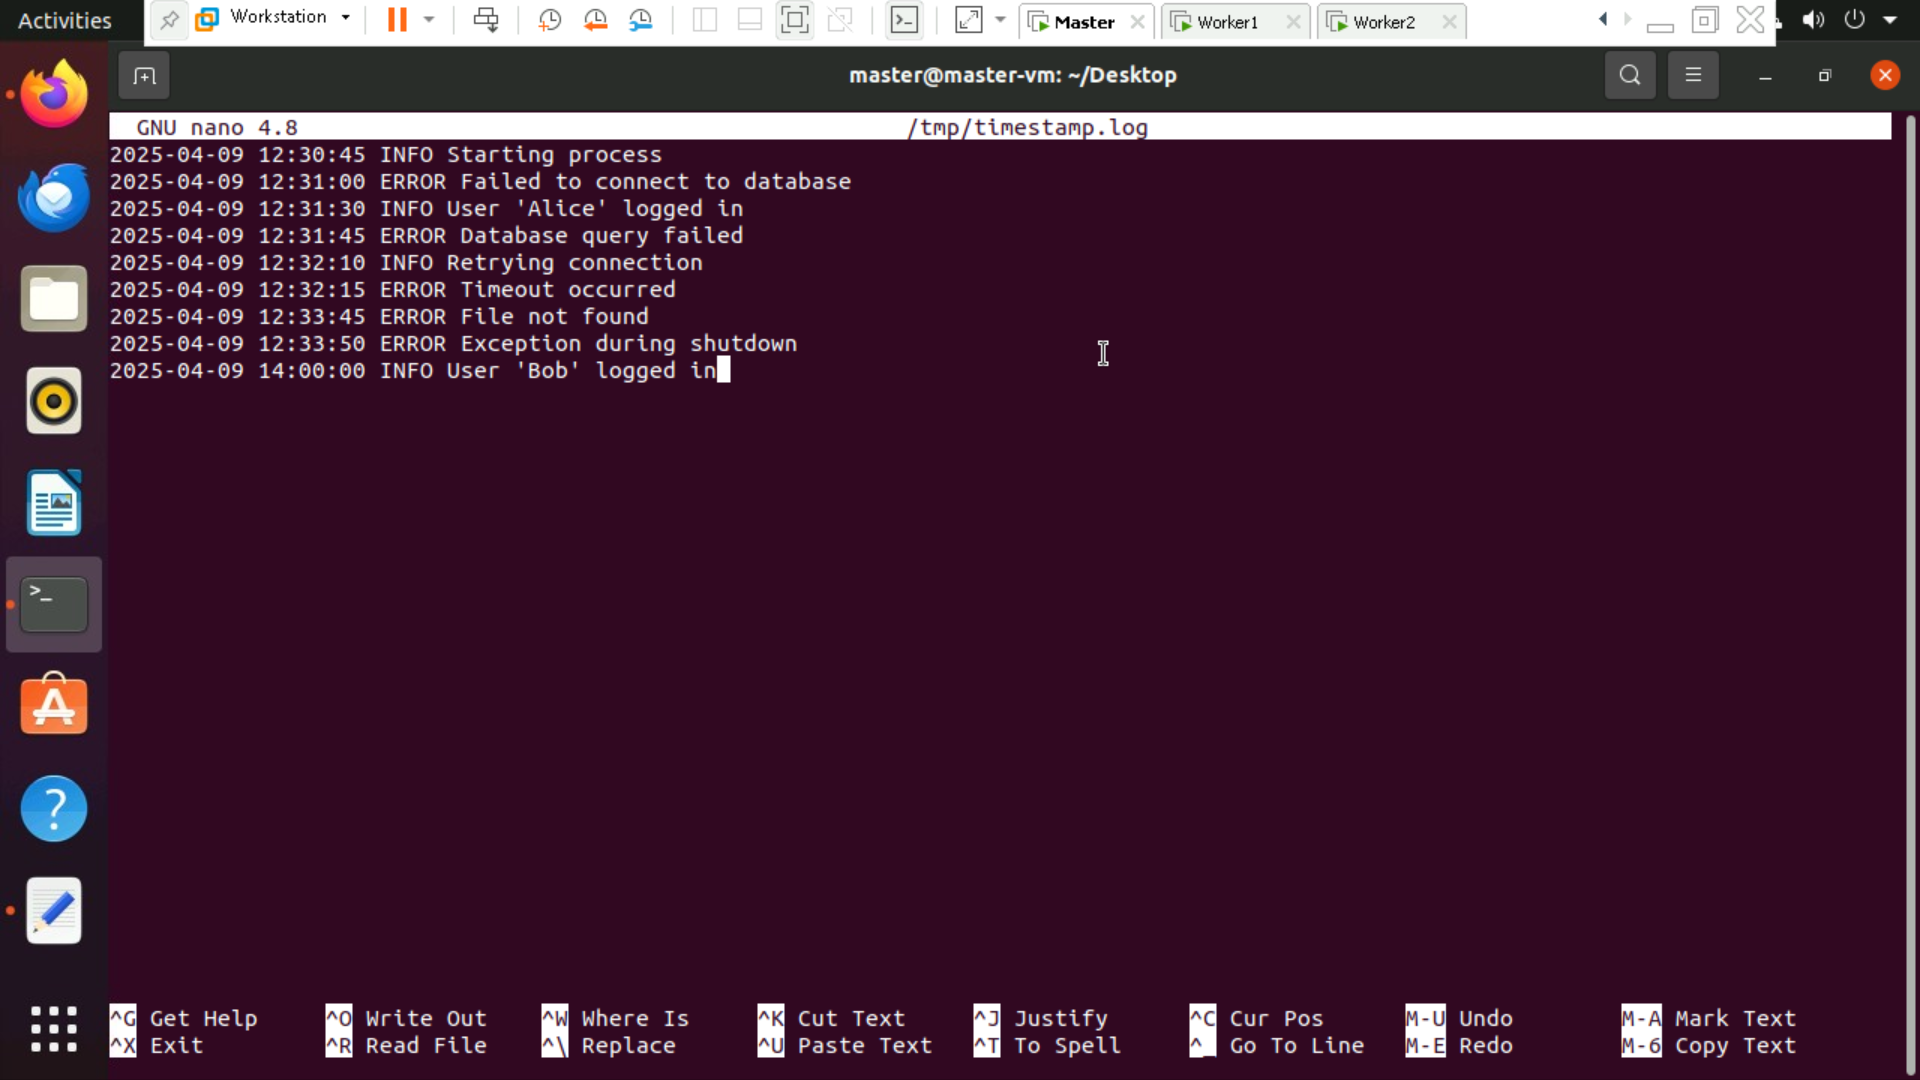 Activities
Workstation
Master
Worker1
Worker2
master@master-vm: ~/Desktop
GNU nano 4.8 /tmp/timestamp.log
2025-04-09 12:30:45 INFO Starting process
2025-04-09 12:31:00 ERROR Failed to connect to database
2025-04-09 12:31:30 INFO User 'Alice' logged in
2025-04-09 12:31:45 ERROR Database query failed
2025-04-09 12:32:10 INFO Retrying connection
2025-04-09 12:32:15 ERROR Timeout occurred
2025-04-09 12:33:45 ERROR File not found
2025-04-09 12:33:50 ERROR Exception during shutdown
2025-04-09 14:00:00 INFO User 'Bob' logged in
^G Get Help ^O Write Out ^W Where Is ^K Cut Text ^J Justify ^C Cur Pos M-U Undo M-A Mark Text
^X Exit ^R Read File ^\ Replace ^U Paste Text ^T To Spell ^_ Go To Line M-E Redo M-6 Copy Text